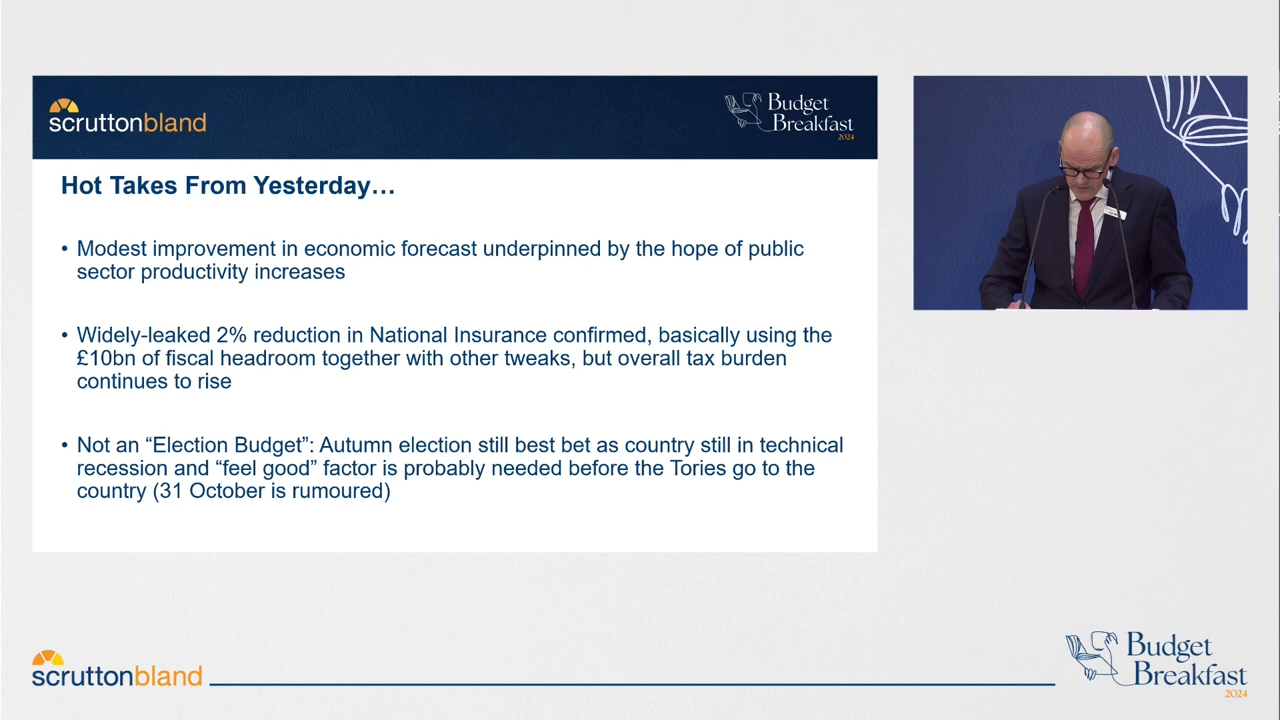 scruttonbland
Budget
Breakfast
2024
Hot Takes From Yesterday…
• Modest improvement in economic forecast underpinned by the hope of public
sector productivity increases
• Widely-leaked 2% reduction in National Insurance confirmed, basically using the
£10bn of fiscal headroom together with other tweaks, but overall tax burden
continues to rise
• Not an “Election Budget”: Autumn election still best bet as country still in technical
recession and “feel good” factor is probably needed before the Tories go to the
country (31 October is rumoured)
scruttonbland
Budget
Breakfast
2024